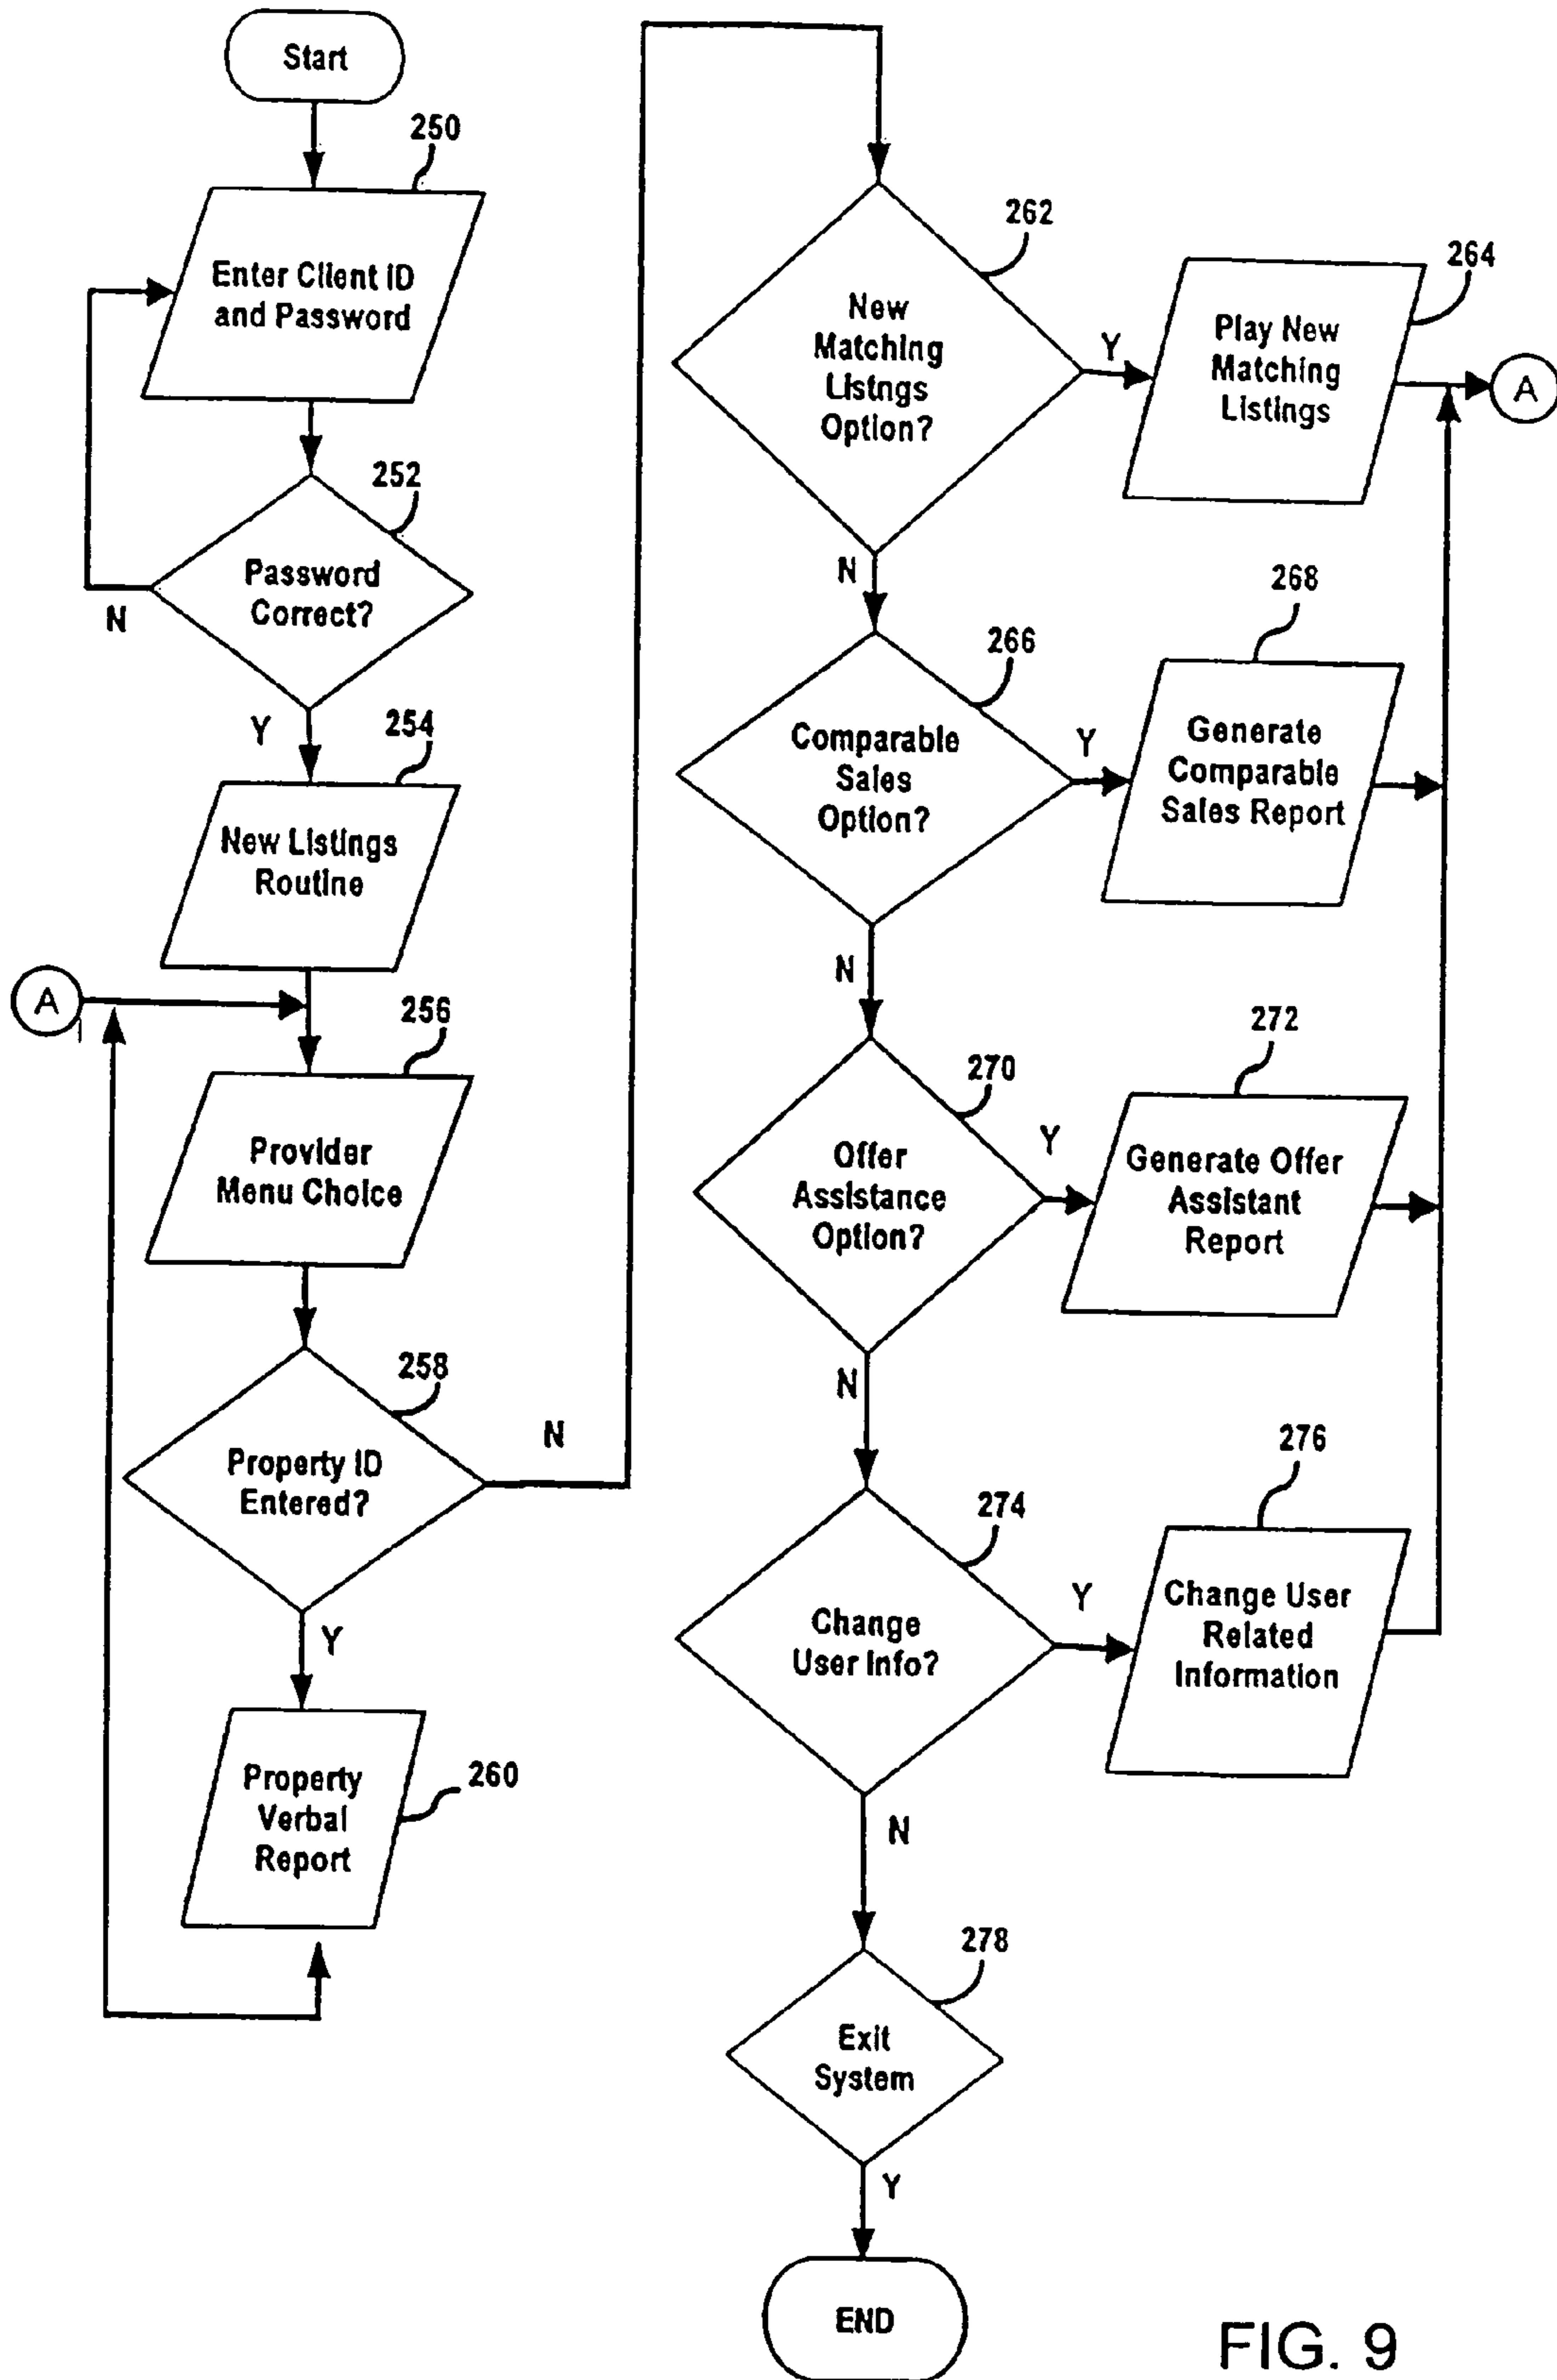 Start
250
Enter Client ID
and Password
252
Password
Correct?
N
Y
254
New Listings
Routine
A
256
Provider
Menu Choice
258
Property ID
Entered?
N
Y
Property
Verbal
Report
260
262
New
Matching
Listngs
Option?
Y
264
Play New
Matching
Listings
A
N
266
Comparable
Sales
Option?
Y
268
Generate
Comparable
Sales Report
N
270
Offer
Assistance
Option?
Y
272
Generate Offer
Assistant
Report
N
274
Change
User Info?
Y
276
Change User
Related
Information
N
278
Exit
System
Y
END
FIG. 9